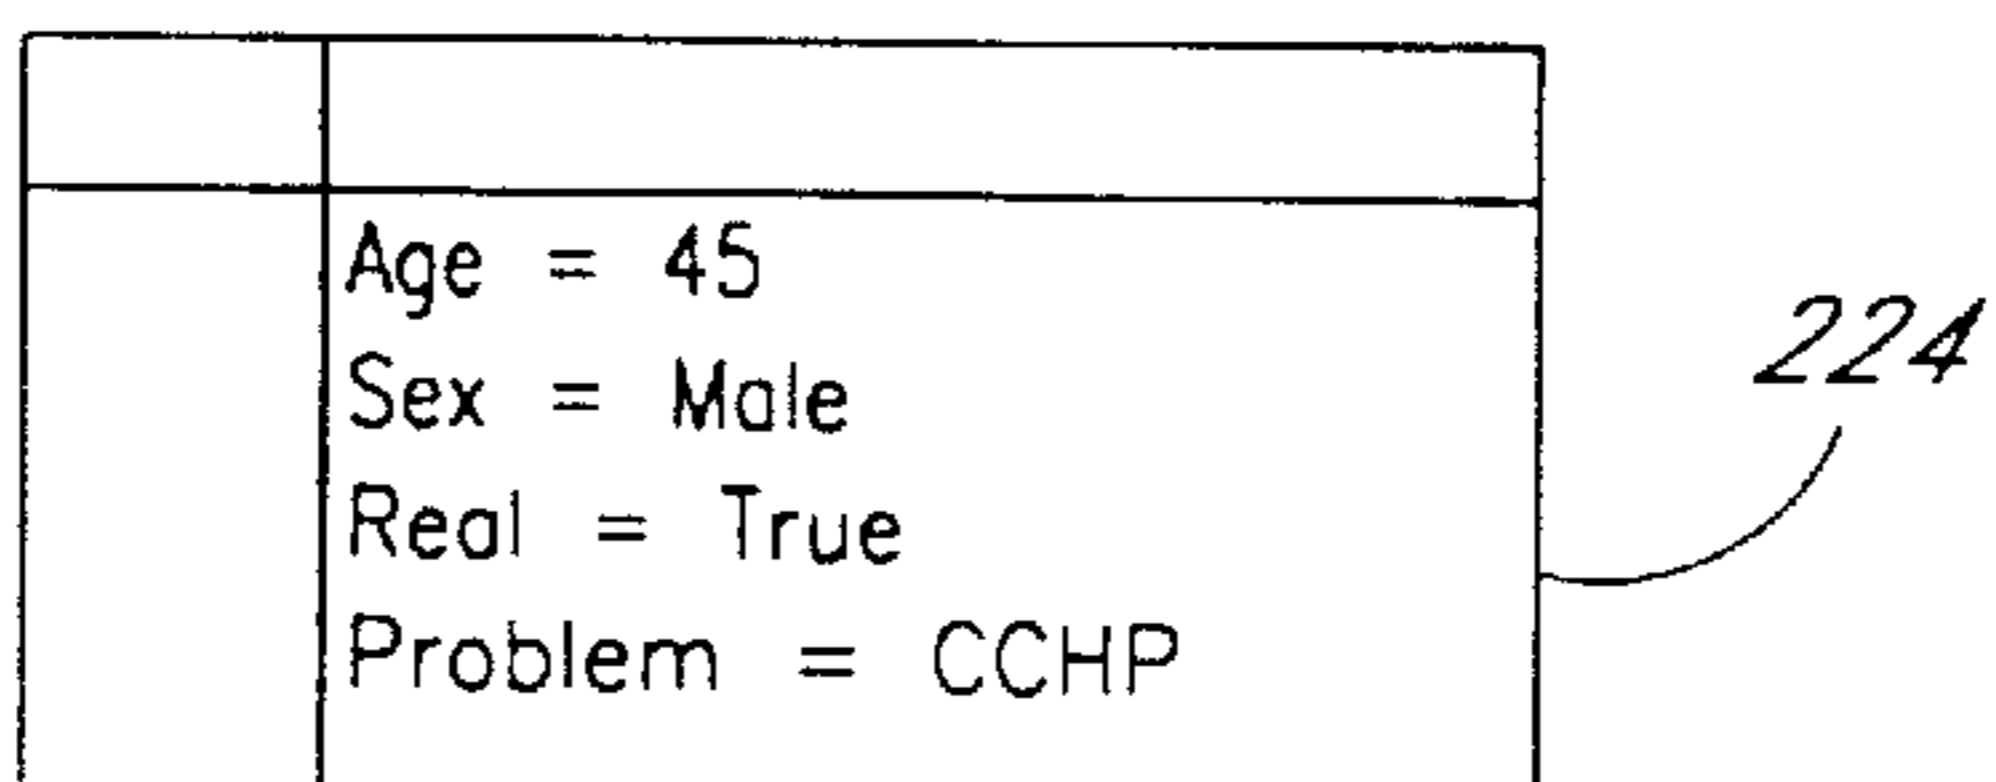 Age = 45
Sex = Male
Real = True
Problem = CCHP
224